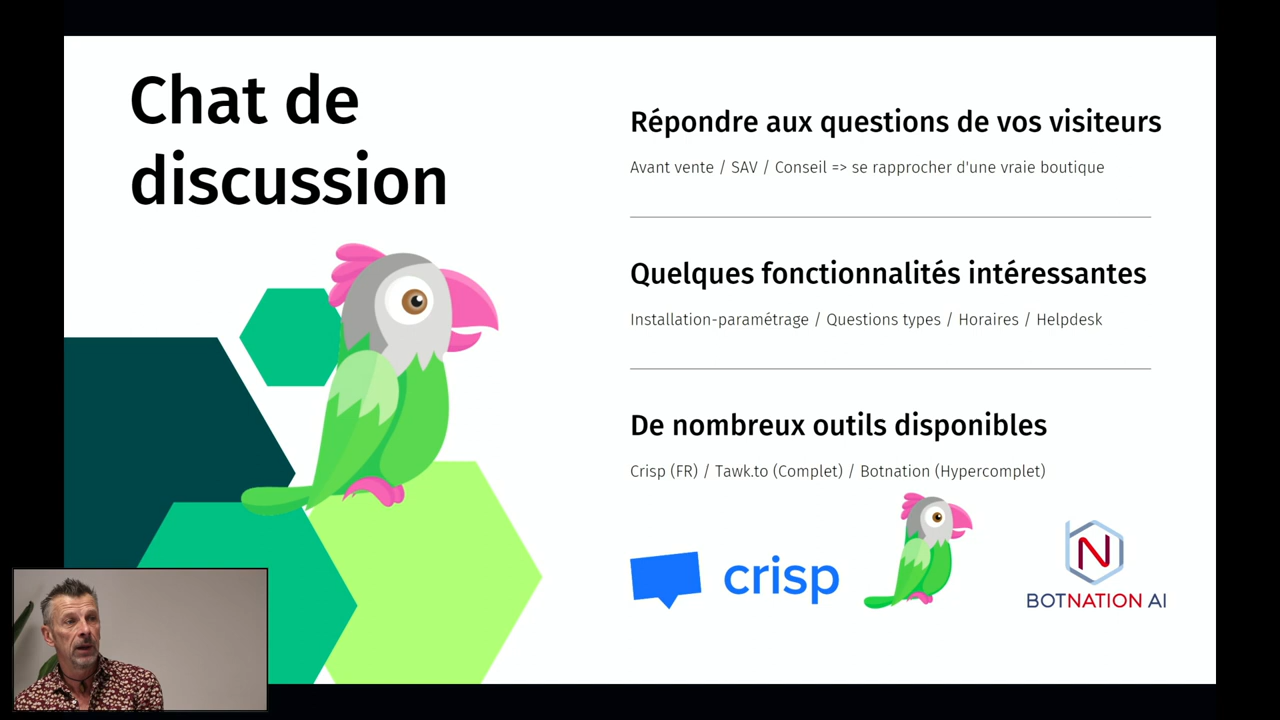 Chat de
discussion
Répondre aux questions de vos visiteurs
Avant vente / SAV / Conseil => se rapprocher d'une vraie boutique
Quelques fonctionnalités intéressantes
Installation-paramétrage / Questions types / Horaires / Helpdesk
De nombreux outils disponibles
Crisp (FR) / Tawk.to (Complet) / Botnation (Hypercomplet)
crisp
BOTNATION AI